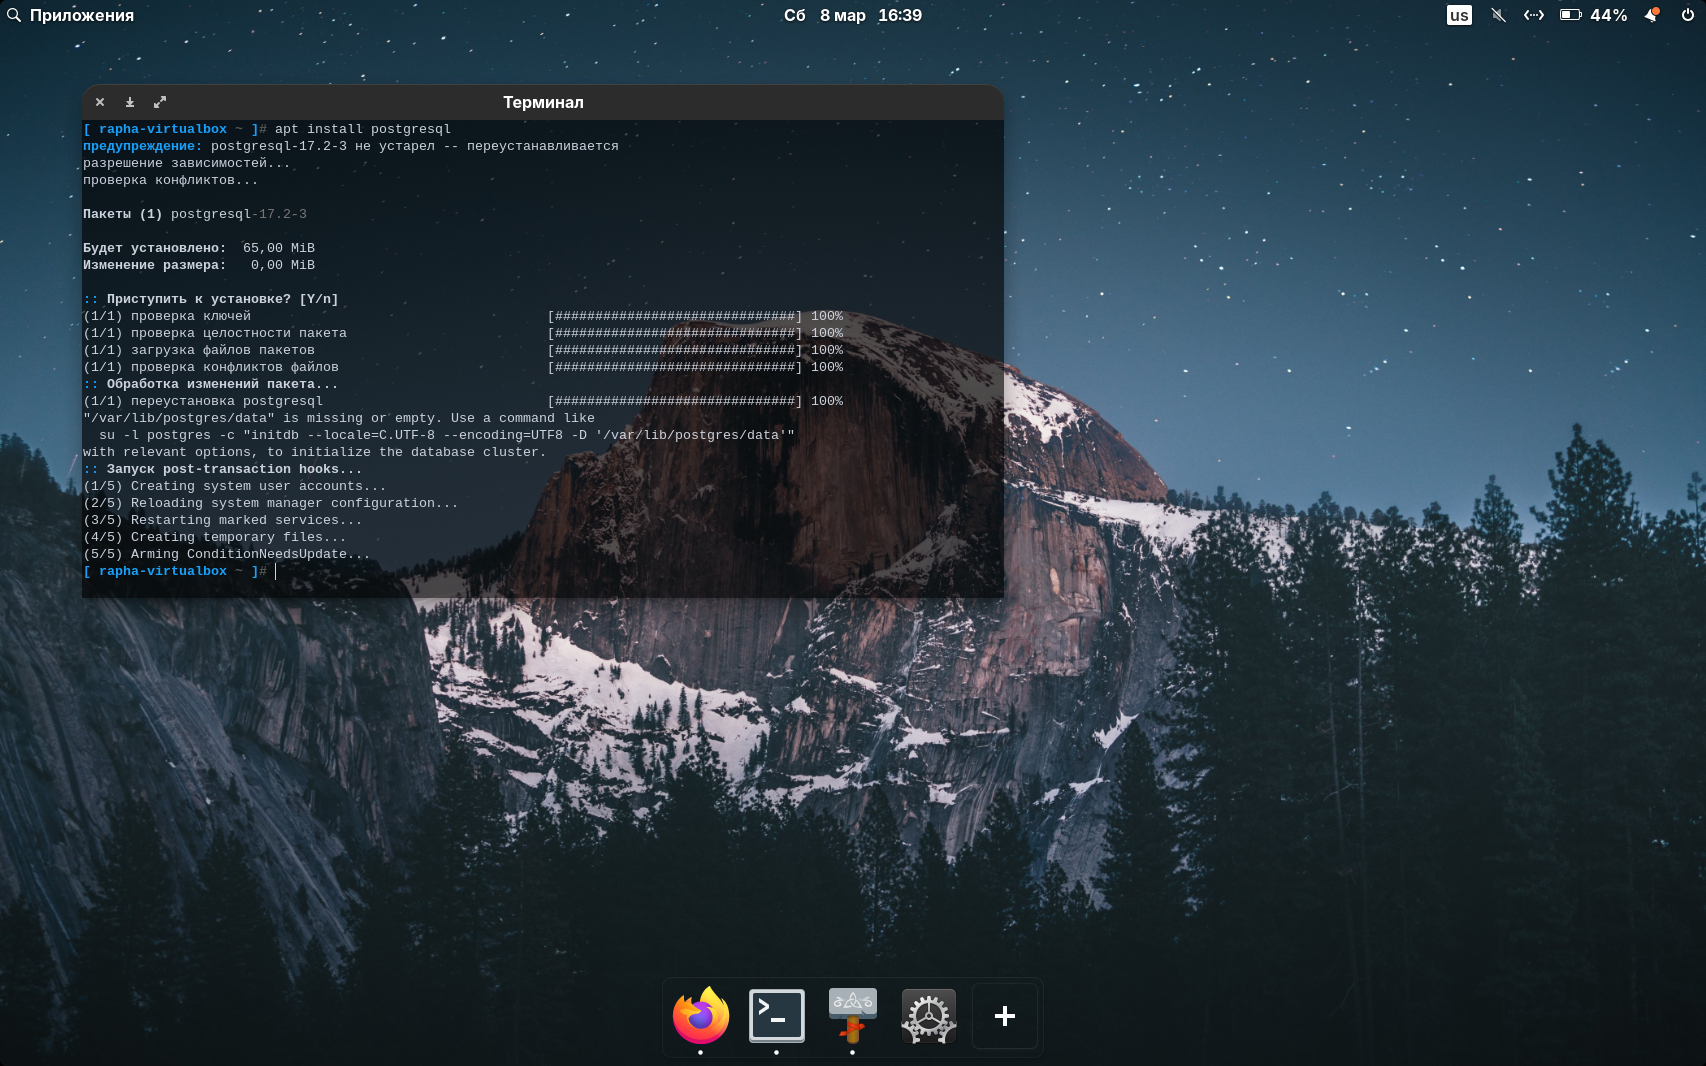 Приложения
Сб 8 мар 16:39
us
44%
Терминал
[ rapha-virtualbox ~ ]# apt install postgresql
предупреждение: postgresql-17.2-3 не устарел -- переустанавливается
разрешение зависимостей...
проверка конфликтов...
Пакеты (1) postgresql-17.2-3
Будет установлено:  65,00 MiB
Изменение размера:   0,00 MiB
:: Приступить к установке? [Y/n]
(1/1) проверка ключей [##############################] 100%
(1/1) проверка целостности пакета [##############################] 100%
(1/1) загрузка файлов пакетов [##############################] 100%
(1/1) проверка конфликтов файлов [##############################] 100%
:: Обработка изменений пакета...
(1/1) переустановка postgresql [##############################] 100%
"/var/lib/postgres/data" is missing or empty. Use a command like
  su -l postgres -c "initdb --locale=C.UTF-8 --encoding=UTF8 -D '/var/lib/postgres/data'"
with relevant options, to initialize the database cluster.
:: Запуск post-transaction hooks...
(1/5) Creating system user accounts...
(2/5) Reloading system manager configuration...
(3/5) Restarting marked services...
(4/5) Creating temporary files...
(5/5) Arming ConditionNeedsUpdate...
[ rapha-virtualbox ~ ]#